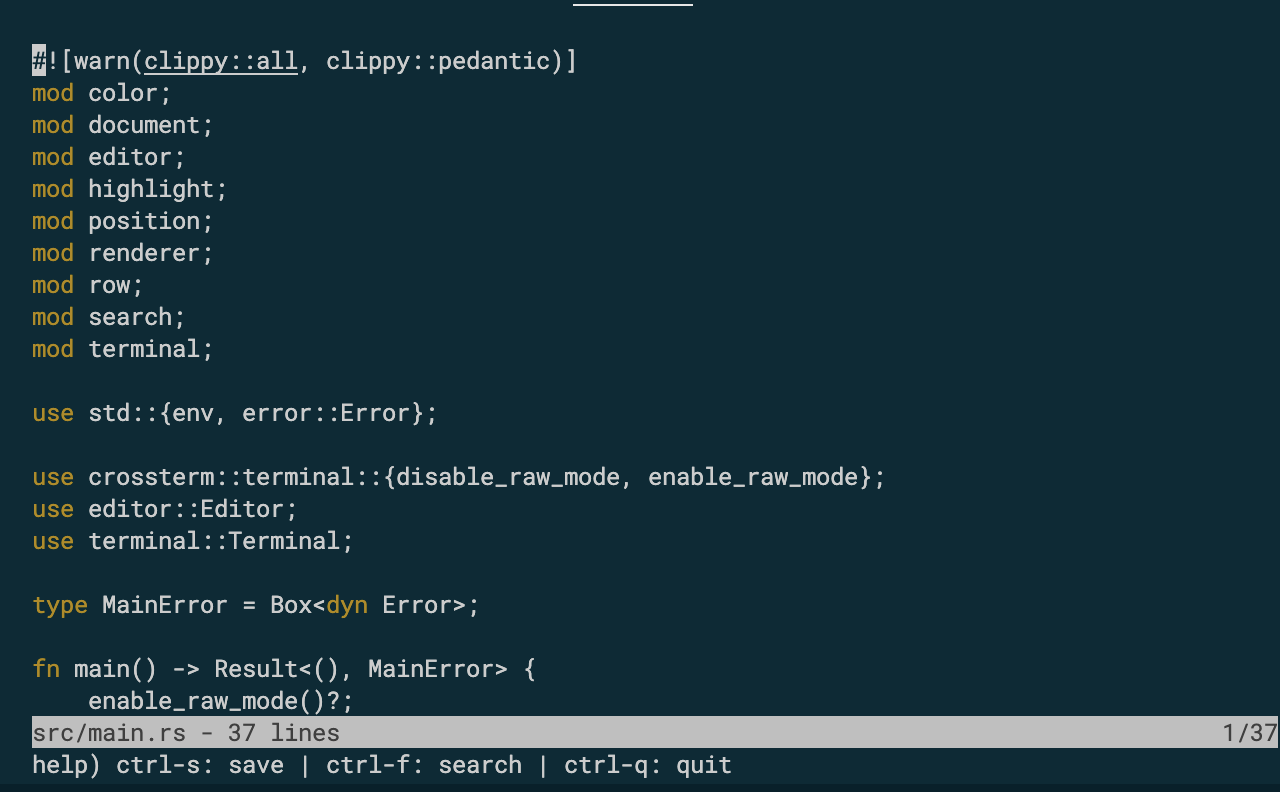 #![warn(clippy::all, clippy::pedantic)]
mod color;
mod document;
mod editor;
mod highlight;
mod position;
mod renderer;
mod row;
mod search;
mod terminal;
use std::{env, error::Error};
use crossterm::terminal::{disable_raw_mode, enable_raw_mode};
use editor::Editor;
use terminal::Terminal;
type MainError = Box<dyn Error>;
fn main() -> Result<(), MainError> {
    enable_raw_mode()?;
src/main.rs - 37 lines 1/37
help) ctrl-s: save | ctrl-f: search | ctrl-q: quit